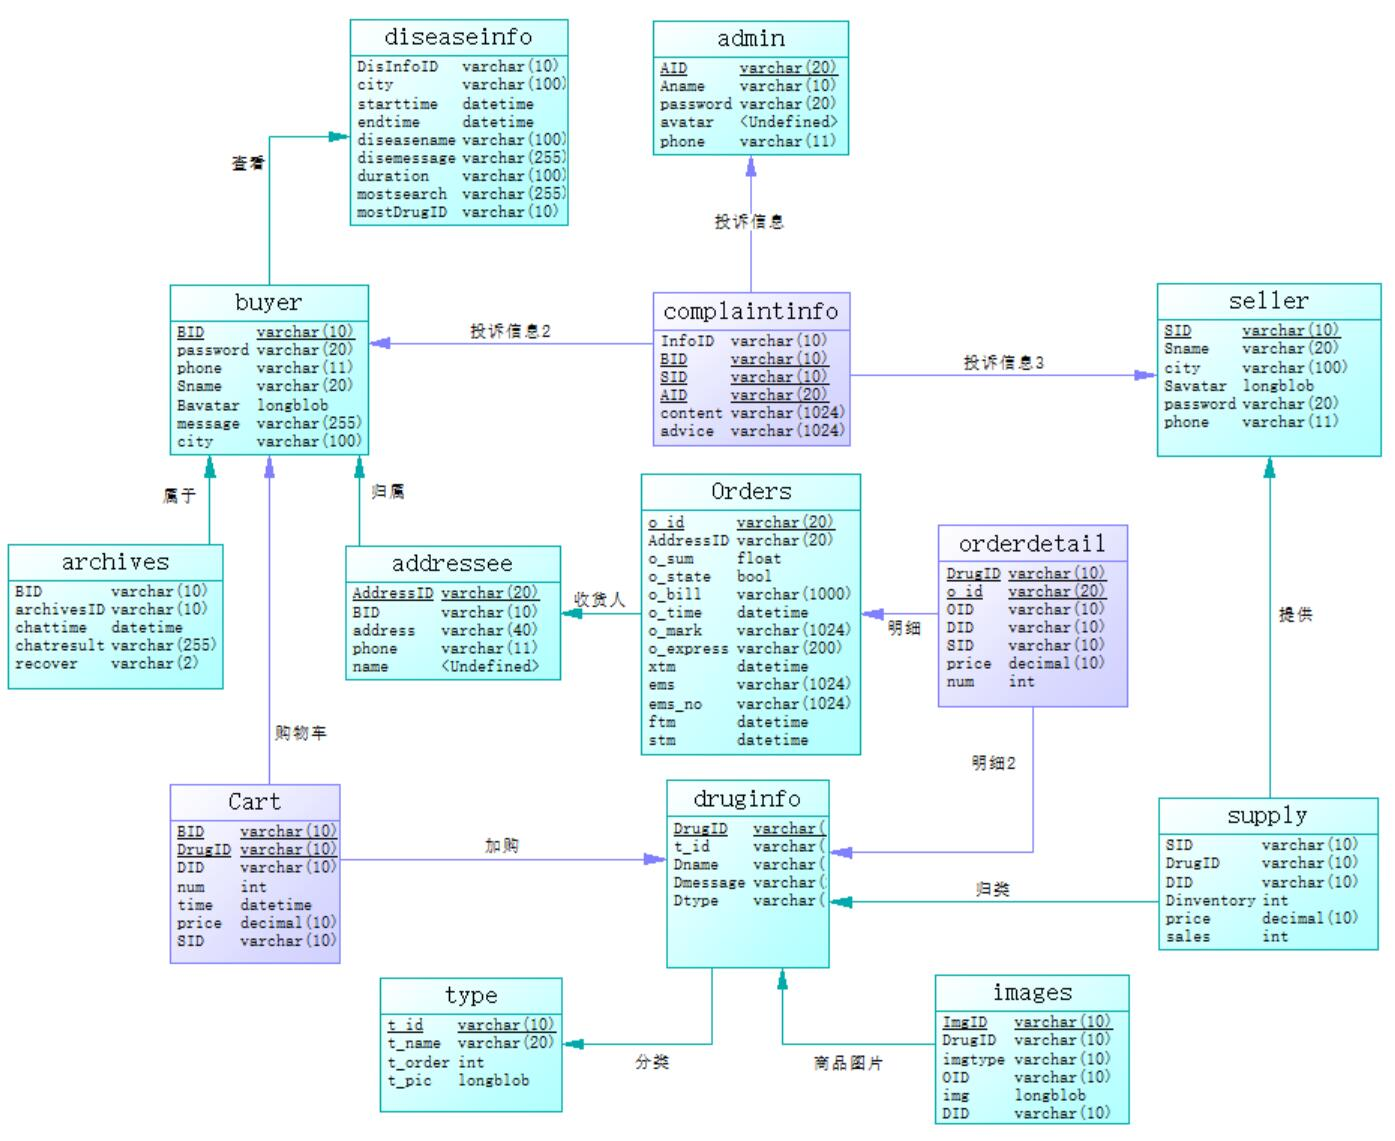 diseaseinfo
DisInfoID varchar(10)
city varchar(100)
starttime datetime
endtime datetime
diseasename varchar(100)
disemessage varchar(255)
duration varchar(100)
mostsearch varchar(255)
mostDrugID varchar(10)
admin
AID varchar(20)
Aname varchar(10)
password varchar(20)
avatar <Undefined>
phone varchar(11)
查看
投诉信息
buyer
BID varchar(10)
password varchar(20)
phone varchar(11)
Sname varchar(20)
Bavatar longblob
message varchar(255)
city varchar(100)
投诉信息2
complaintinfo
InfoID varchar(10)
BID varchar(10)
SID varchar(10)
AID varchar(20)
content varchar(1024)
advice varchar(1024)
投诉信息3
seller
SID varchar(10)
Sname varchar(20)
city varchar(100)
Savatar longblob
password varchar(20)
phone varchar(11)
属于
归属
archives
BID varchar(10)
archivesID varchar(10)
chattime datetime
chatresult varchar(255)
recover varchar(2)
addressee
AddressID varchar(20)
BID varchar(10)
address varchar(40)
phone varchar(11)
name <Undefined>
收货人
Orders
o_id varchar(20)
AddressID varchar(20)
o_sum float
o_state bool
o_bill varchar(1000)
o_time datetime
o_mark varchar(1024)
o_express varchar(200)
xtm datetime
ems varchar(1024)
ems_no varchar(1024)
ftm datetime
stm datetime
明细
orderdetail
DrugID varchar(10)
o_id varchar(20)
OID varchar(10)
DID varchar(10)
SID varchar(10)
price decimal(10)
num int
提供
购物车
明细2
Cart
BID varchar(10)
DrugID varchar(10)
DID varchar(10)
num int
time datetime
price decimal(10)
SID varchar(10)
加购
druginfo
DrugID varchar(
t_id varchar(
Dname varchar(
Dmessage varchar(
Dtype varchar(
归类
supply
SID varchar(10)
DrugID varchar(10)
DID varchar(10)
Dinventory int
price decimal(10)
sales int
type
t_id varchar(10)
t_name varchar(20)
t_order int
t_pic longblob
分类
商品图片
images
ImgID varchar(10)
DrugID varchar(10)
imgtype varchar(10)
OID varchar(10)
img longblob
DID varchar(10)